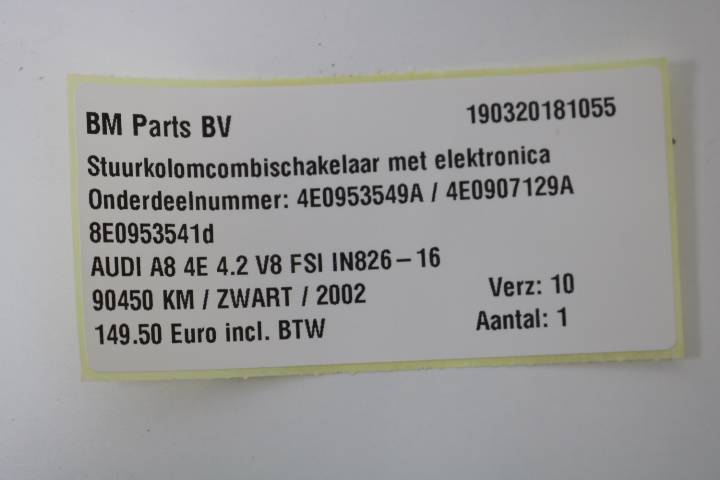 BM Parts BV 190320181055
Stuurkolomcombischakelaar met elektronica
Onderdeelnummer: 4E0953549A / 4E0907129A
8E0953541d
AUDI A8 4E 4.2 V8 FSI IN826-16
90450 KM / ZWART / 2002 Verz: 10
149.50 Euro incl. BTW Aantal: 1